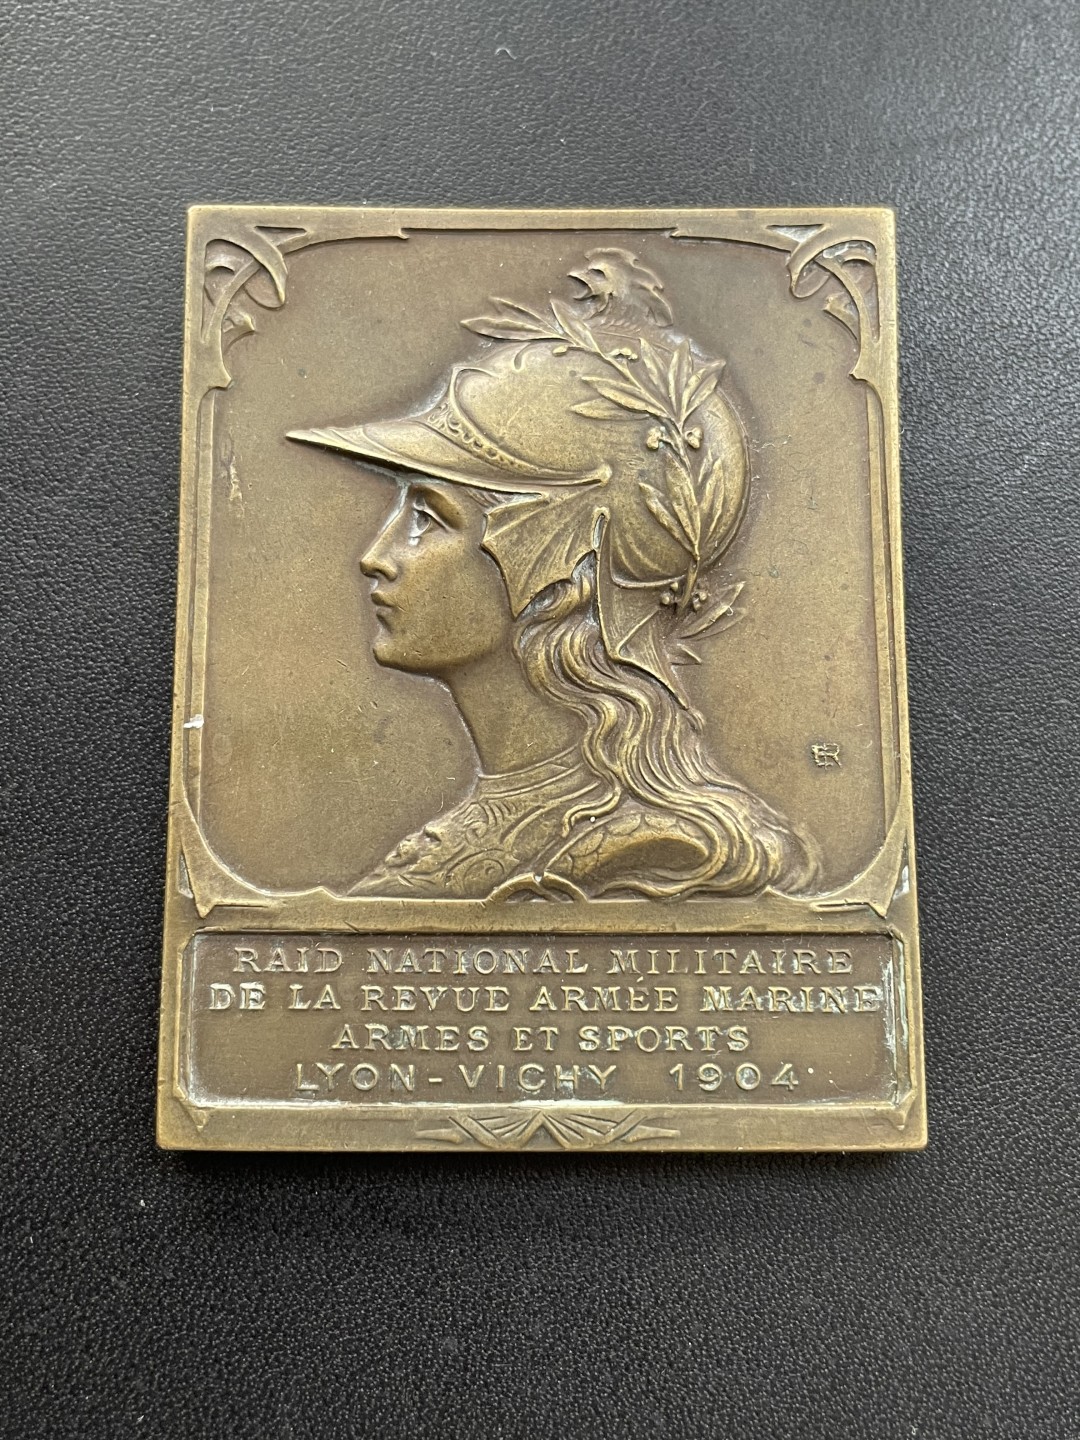 RAID NATIONAL MILITAIRE
DE LA REVUE ARMÉE MARINE
ARMES ET SPORTS
LYON-VICHY 1904